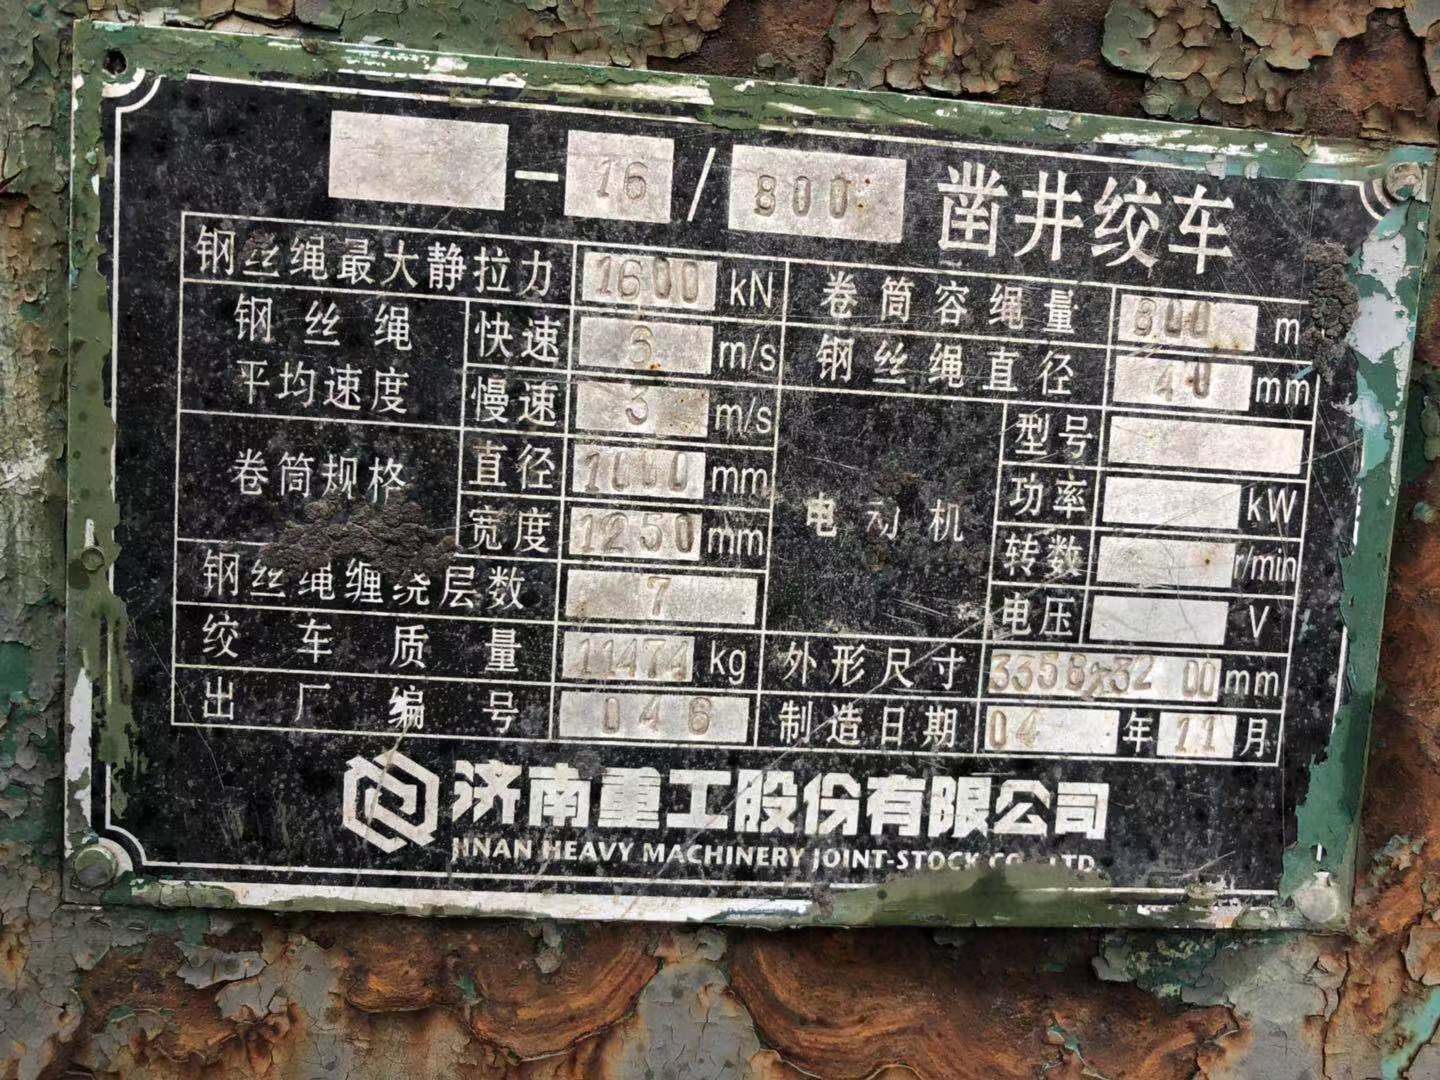 - 16 / 800 凿井绞车
钢丝绳最大静拉力 1600 kN 卷筒容绳量 800 m
钢丝绳平均速度 快速 6 m/s 钢丝绳直径 40 mm
慢速 3 m/s 电动机 型号
卷筒规格 直径 1000 mm 功率 kW
宽度 1250 mm 转数 r/min
钢丝绳缠绕层数 7 电压 V
绞车质量 11474 kg 外形尺寸 3358x3200 mm
出厂编号 046 制造日期 04 年 11 月
济南重工股份有限公司
JINAN HEAVY MACHINERY JOINT-STOCK CO., LTD.